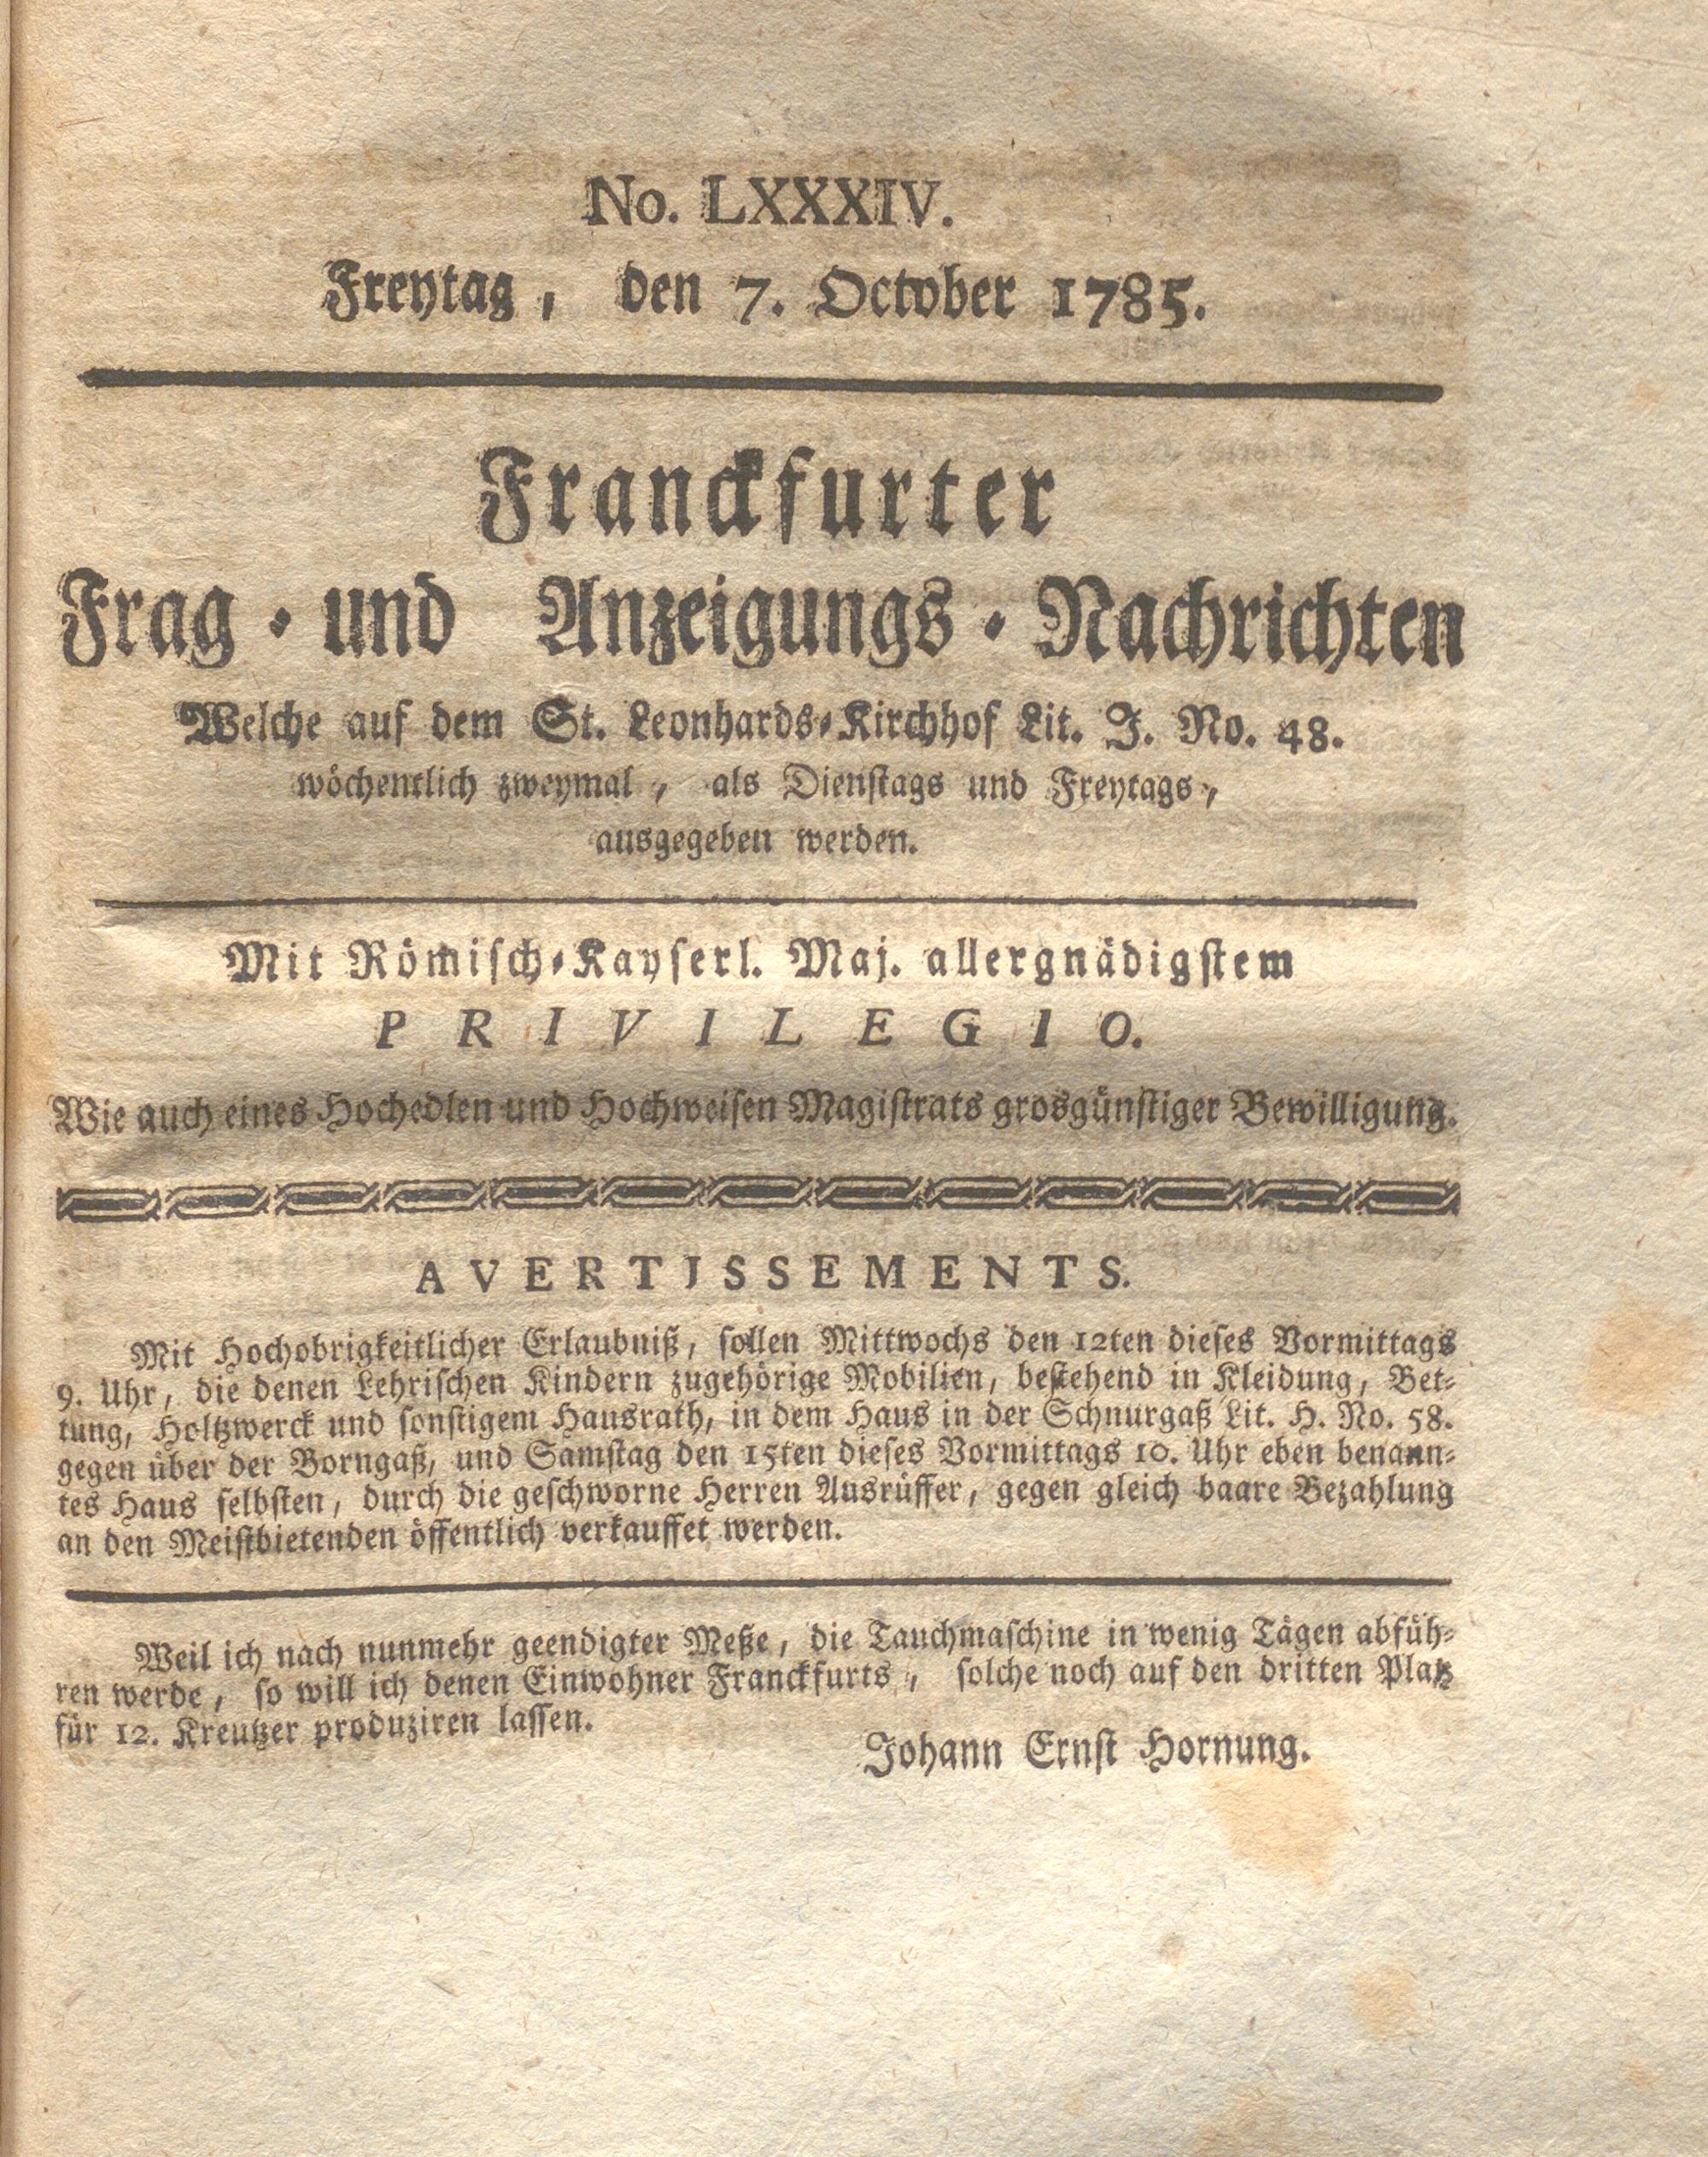 No. LXXXIV.
Freytag, den 7. October 1785.
Franckfurter
Frag- und Anzeigungs-Nachrichten
Welche auf dem St. Leonhards-Kirchhof Lit. J. No. 48.
wöchentlich zweymal, als Dienstags und Freytags,
ausgegeben werden.
Mit Römisch-Kayserl. Maj. allergnädigstem
PRIVILEGIO.
Wie auch eines Hochedlen und Hochweisen Magistrats grosgünstiger Bewilligung.
AVERTISSEMENTS.
Mit Hochobrigkeitlicher Erlaubniß, sollen Mittwochs den 12ten dieses Vormittags
9. Uhr, die denen Lehrischen Kindern zugehörige Mobilien, bestehend in Kleidung, Bet-
tung, Holtzwerck und sonstigem Hausrath, in dem Haus in der Schnurgaß Lit. H. No. 58.
gegen über der Borngaß, und Samstag den 15ten dieses Vormittags 10. Uhr eben benann-
tes Haus selbsten, durch die geschworne Herren Ausrüffer, gegen gleich baare Bezahlung
an den Meistbietenden öffentlich verkauffet werden.
Weil ich nach nunmehr geendigter Meße, die Tauchmaschine in wenig Tägen abfüh-
ren werde, so will ich denen Einwohner Franckfurts, solche noch auf den dritten Platz
für 12. Kreutzer produziren lassen.
Johann Ernst Hornung.